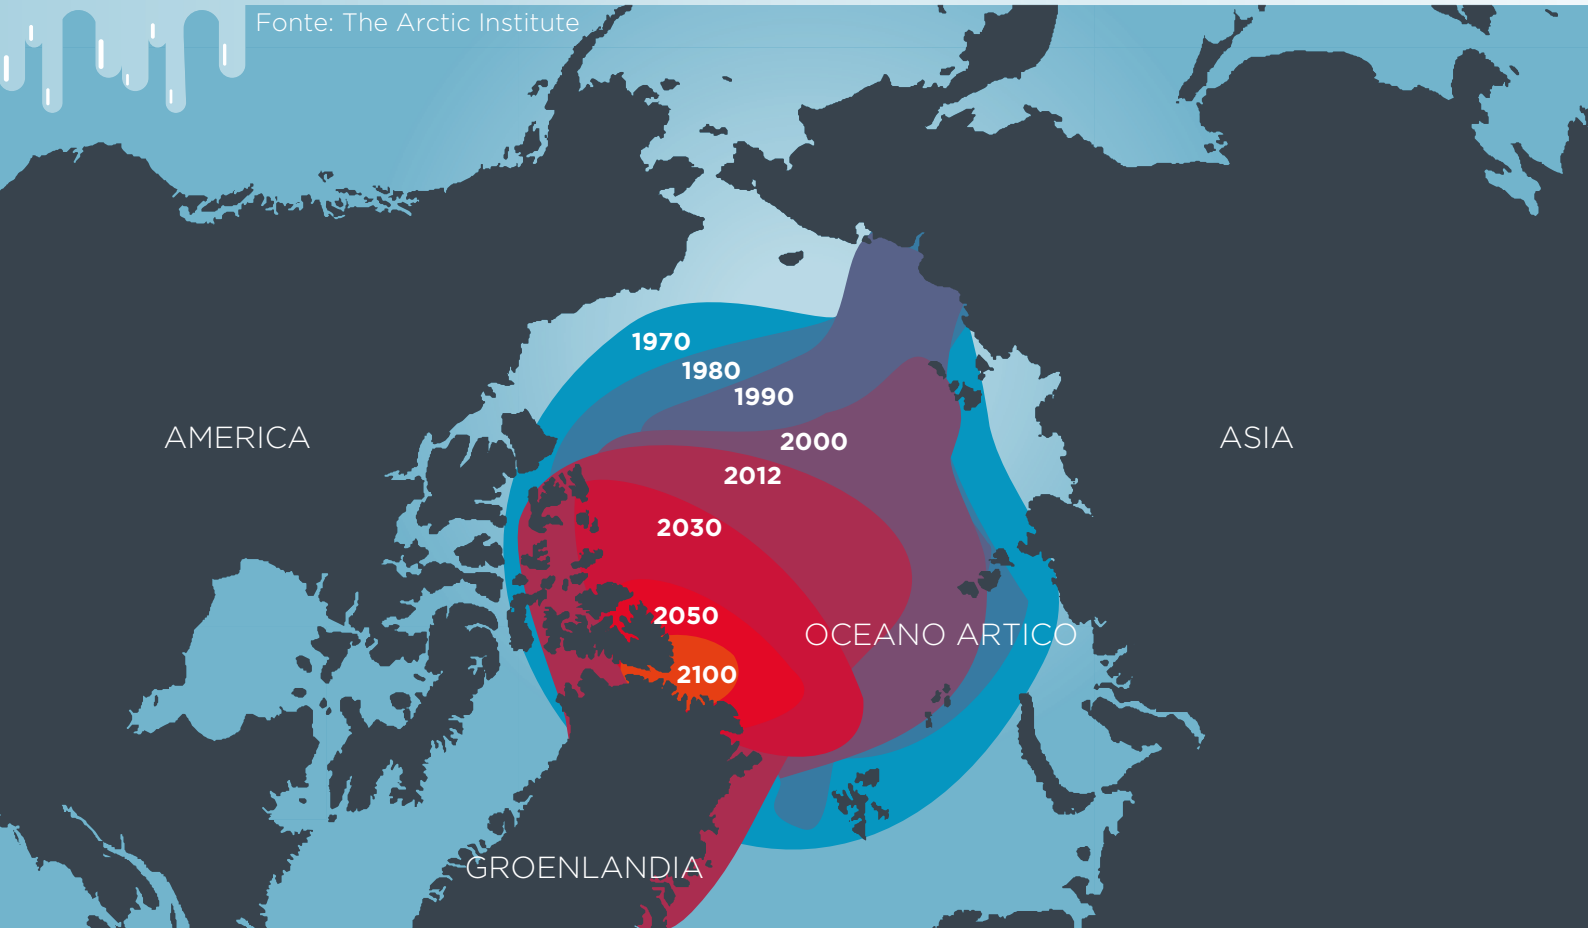 Fonte: The Arctic Institute
1970
1980
1990
AMERICA
2000
ASIA
2012
2030
2050
OCEANO ARTICO
2100
GROENLANDIA